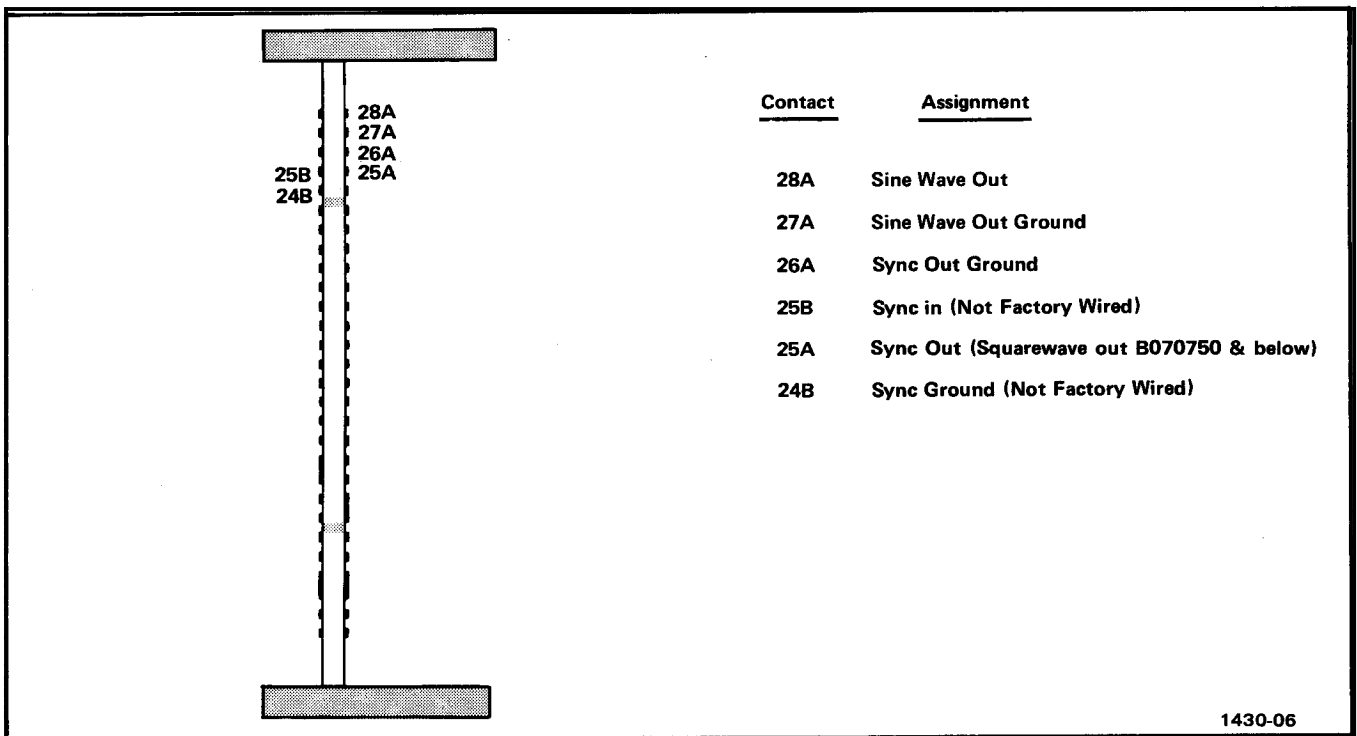 28A
27A
26A
25B 25A
24B
Contact Assignment
28A Sine Wave Out
27A Sine Wave Out Ground
26A Sync Out Ground
25B Sync in (Not Factory Wired)
25A Sync Out (Squarewave out B070750 & below)
24B Sync Ground (Not Factory Wired)
1430-06